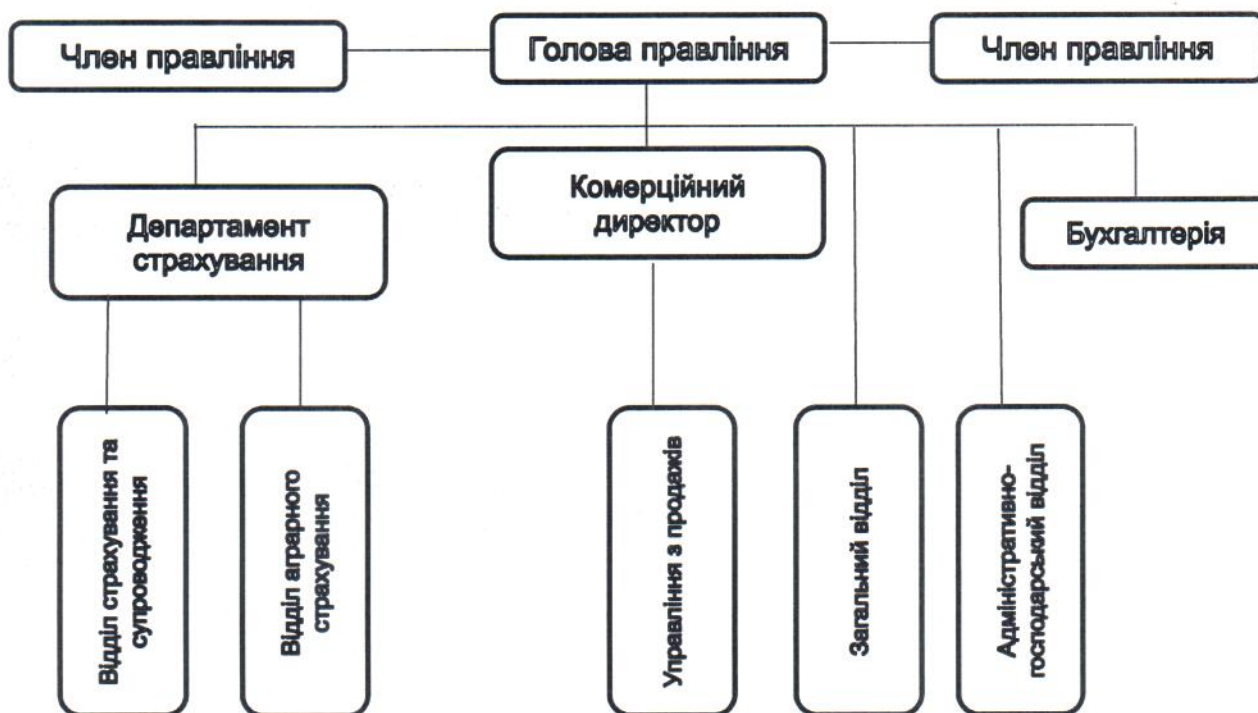 Член правління
Голова правління
Член правління
Департамент
страхування
Комерційний
директор
Бухгалтерія
Відділ страхування та
супроводження
Відділ аграрного
страхування
Управління з продажів
Загальний відділ
Адміністративно-
господарський відділ